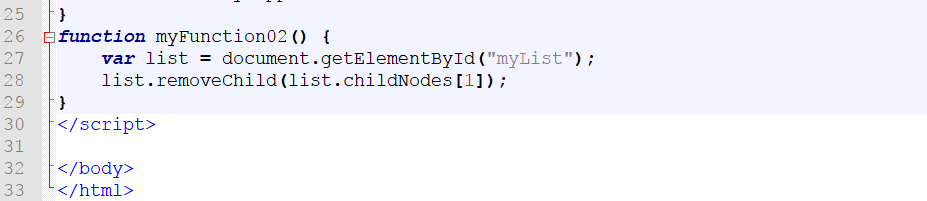 25 }
26 function myFunction02() {
27 var list = document.getElementById("myList");
28 list.removeChild(list.childNodes[1]);
29 }
30 </script>
31
32 </body>
33 </html>